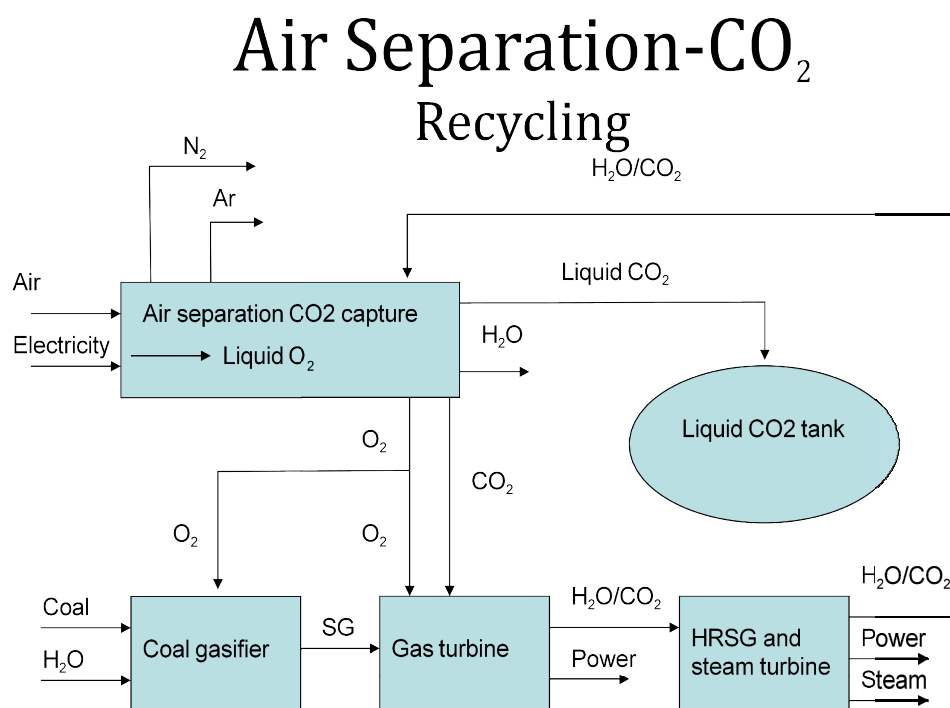 Air Separation-CO₂
Recycling
N₂
H₂O/CO₂
Ar
Air
Liquid CO₂
Air separation CO2 capture
Electricity
H₂O
Liquid O₂
Liquid CO2 tank
O₂
CO₂
O₂
O₂
H₂O/CO₂
H₂O/CO₂
Coal
SG
Power
HRSG and
steam turbine
Coal gasifier
Gas turbine
H₂O
Power
Steam